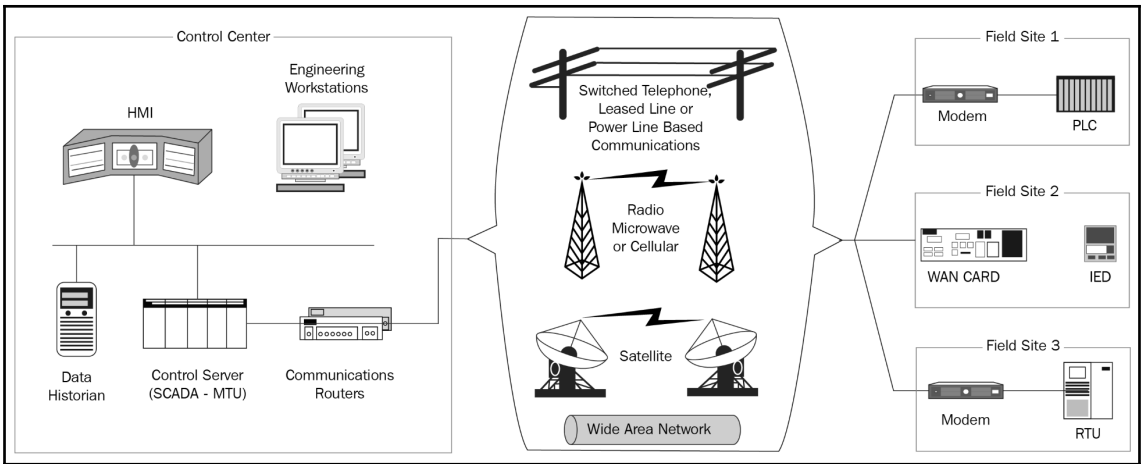 Control Center
Engineering
Workstations
HMI
Data
Historian
Control Server
(SCADA - MTU)
Communications
Routers
Switched Telephone,
Leased Line or
Power Line Based
Communications
Radio
Microwave
or Cellular
Satellite
Wide Area Network
Field Site 1
Modem
PLC
Field Site 2
WAN CARD
IED
Field Site 3
Modem
RTU